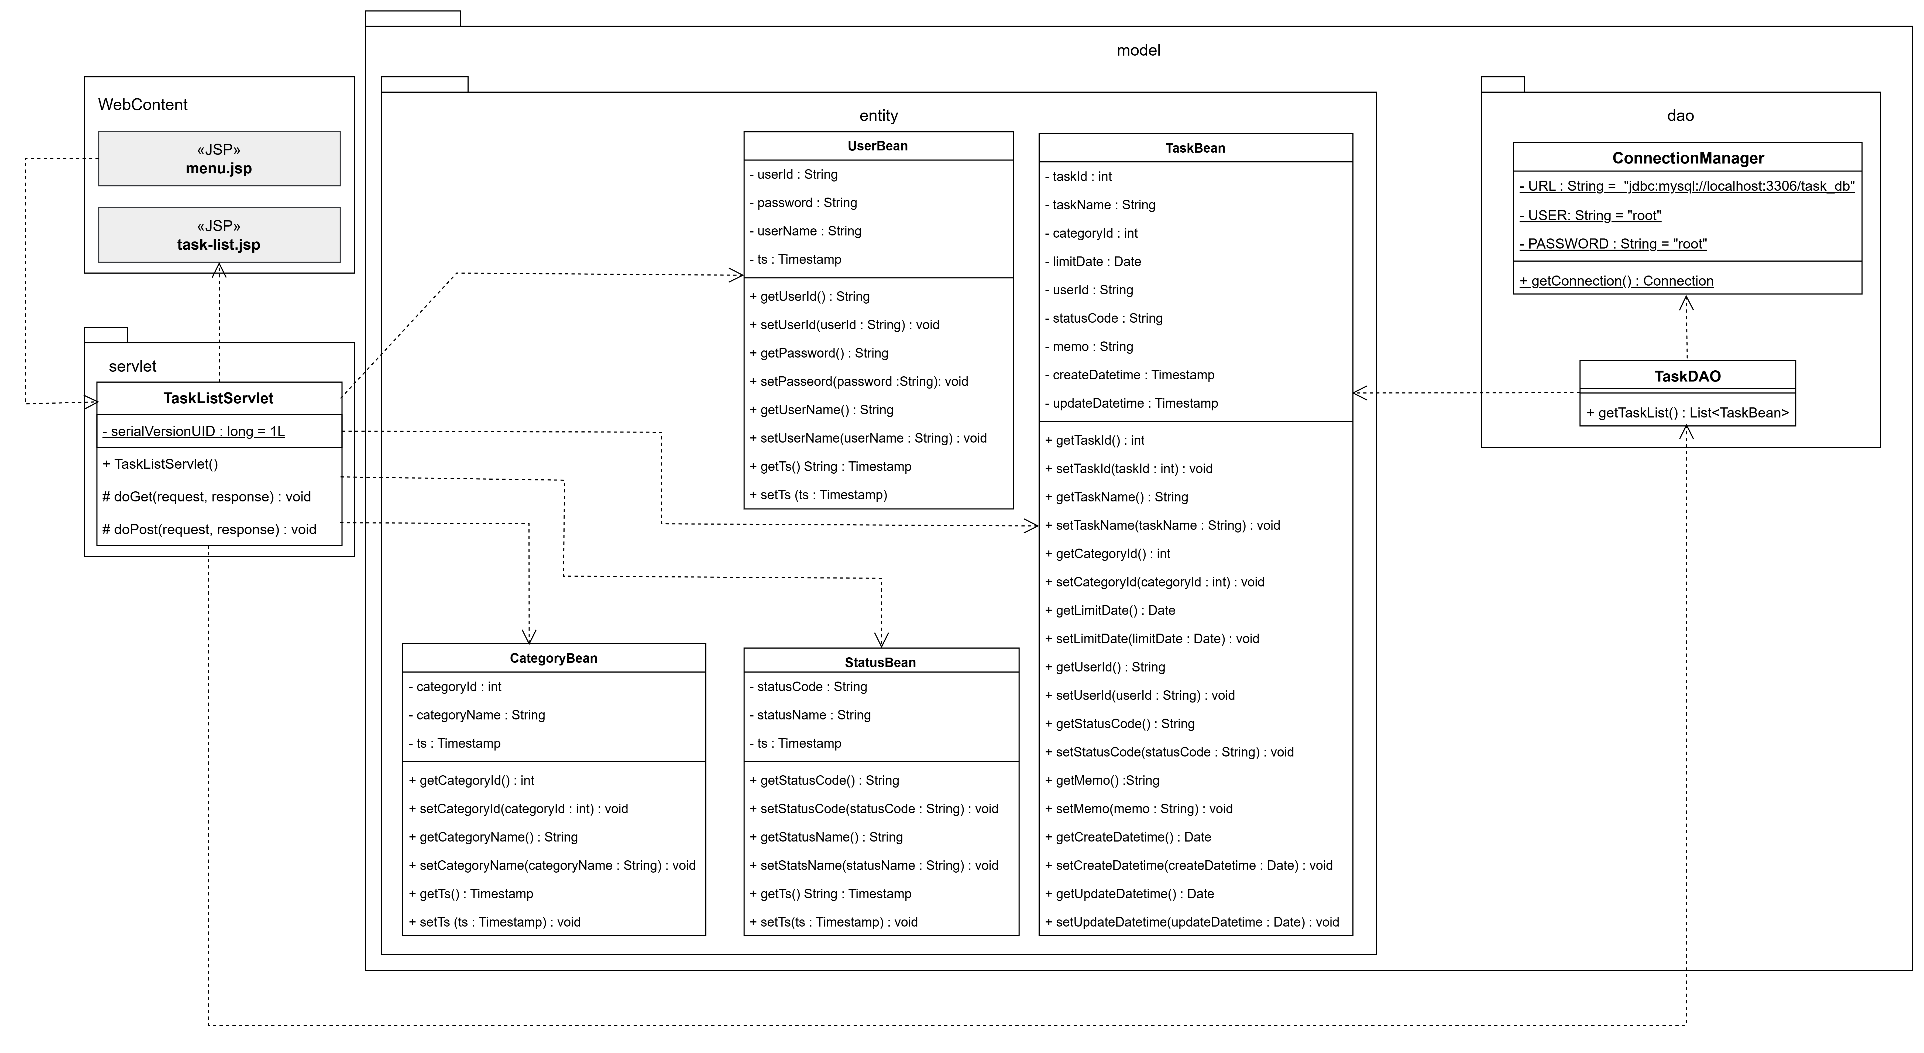 model
WebContent
«JSP»
menu.jsp
«JSP»
task-list.jsp
servlet
TaskListServlet
- serialVersionUID : long = 1L
+ TaskListServlet()
# doGet(request, response) : void
# doPost(request, response) : void
entity
UserBean
- userId : String
- password : String
- userName : String
- ts : Timestamp
+ getUserId() : String
+ setUserId(userId : String) : void
+ getPassword() : String
+ setPasseord(password :String): void
+ getUserName() : String
+ setUserName(userName : String) : void
+ getTs() String : Timestamp
+ setTs (ts : Timestamp)
TaskBean
- taskId : int
- taskName : String
- categoryId : int
- limitDate : Date
- userId : String
- statusCode : String
- memo : String
- createDatetime : Timestamp
- updateDatetime : Timestamp
+ getTaskId() : int
+ setTaskId(taskId : int) : void
+ getTaskName() : String
+ setTaskName(taskName : String) : void
+ getCategoryId() : int
+ setCategoryId(categoryId : int) : void
+ getLimitDate() : Date
+ setLimitDate(limitDate : Date) : void
+ getUserId() : String
+ setUserId(userId : String) : void
+ getStatusCode() : String
+ setStatusCode(statusCode : String) : void
+ getMemo() :String
+ setMemo(memo : String) : void
+ getCreateDatetime() : Date
+ setCreateDatetime(createDatetime : Date) : void
+ getUpdateDatetime() : Date
+ setUpdateDatetime(updateDatetime : Date) : void
CategoryBean
- categoryId : int
- categoryName : String
- ts : Timestamp
+ getCategoryId() : int
+ setCategoryId(categoryId : int) : void
+ getCategoryName() : String
+ setCategoryName(categoryName : String) : void
+ getTs() : Timestamp
+ setTs (ts : Timestamp) : void
StatusBean
- statusCode : String
- statusName : String
- ts : Timestamp
+ getStatusCode() : String
+ setStatusCode(statusCode : String) : void
+ getStatusName() : String
+ setStatsName(statusName : String) : void
+ getTs() String : Timestamp
+ setTs(ts : Timestamp) : void
dao
ConnectionManager
- URL : String =  "jdbc:mysql://localhost:3306/task_db"
- USER: String = "root"
- PASSWORD : String = "root"
+ getConnection() : Connection
TaskDAO
+ getTaskList() : List<TaskBean>